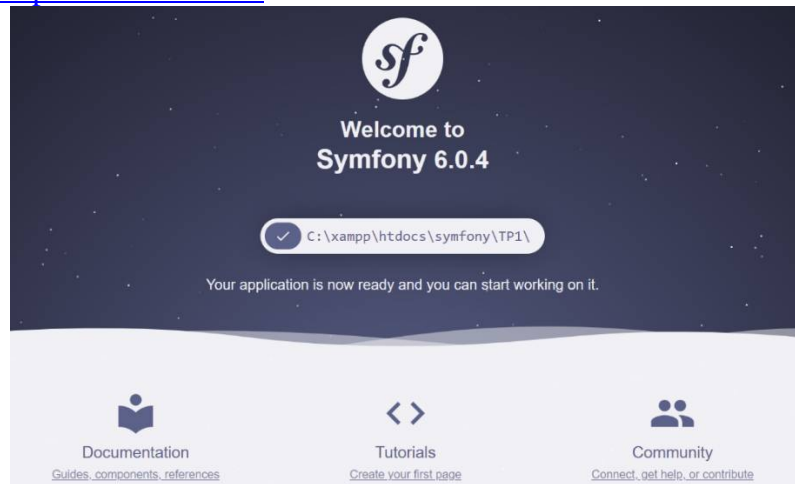 sf
Welcome to
Symfony 6.0.4
C:\xampp\htdocs\symfony\TP1\
Your application is now ready and you can start working on it.
Documentation
Guides, components, references
Tutorials
Create your first page
Community
Connect, get help, or contribute